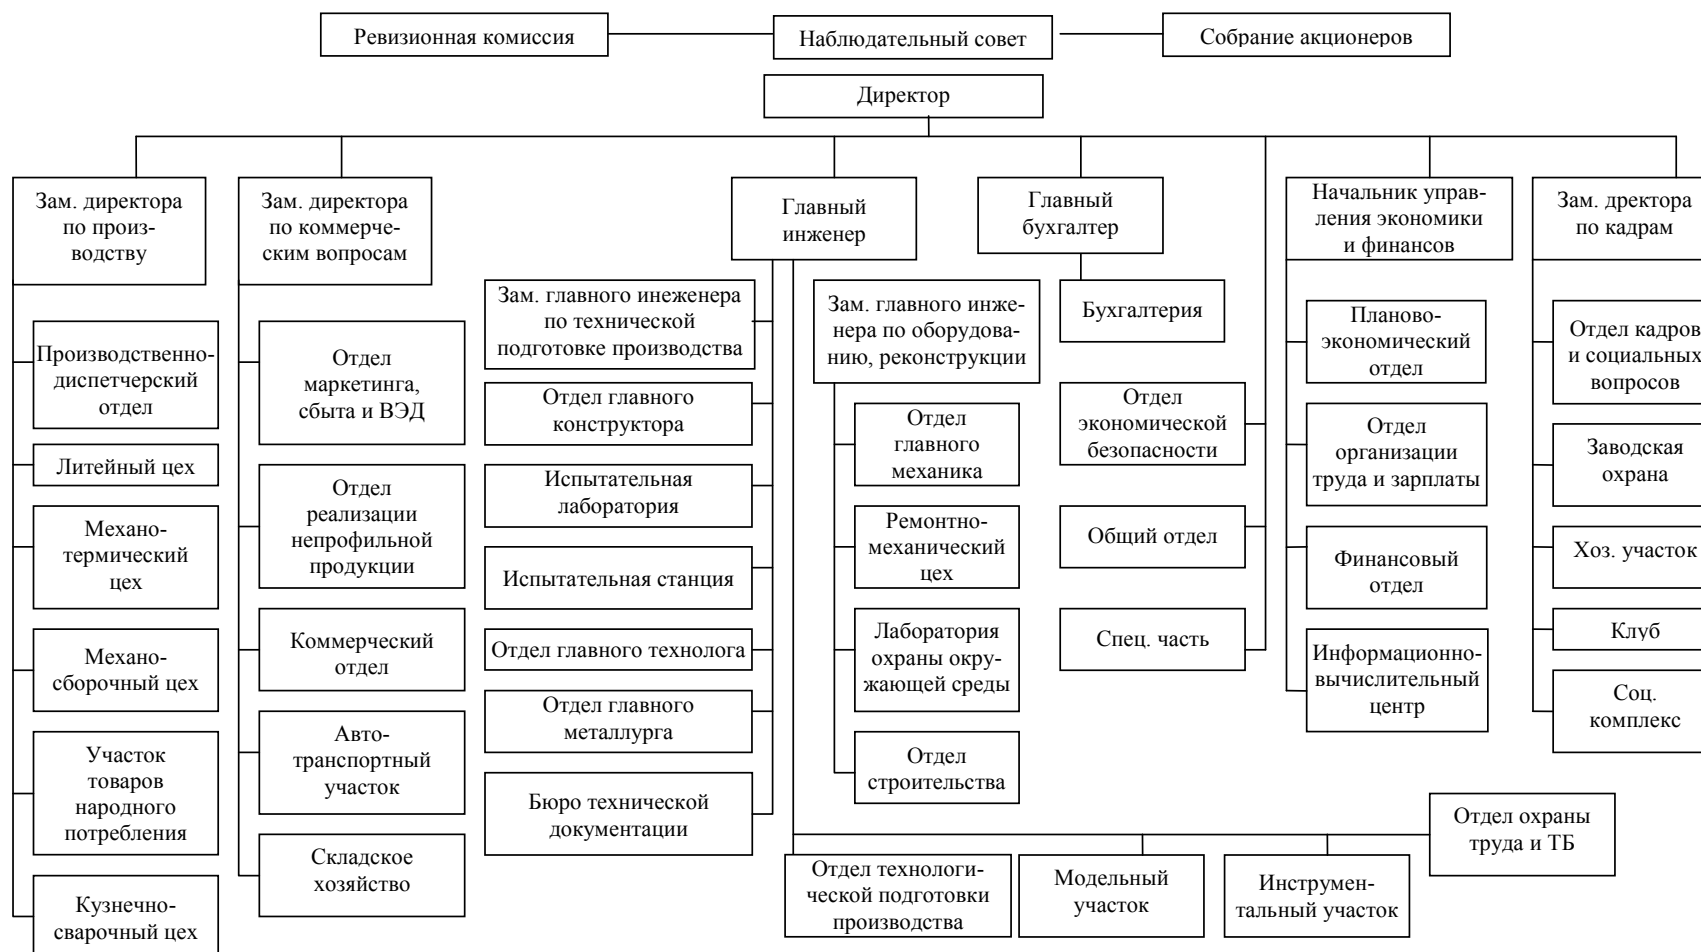 Ревизионная комиссия
Наблюдательный совет
Собрание акционеров
Директор
Зам. директора
по произ-
водству
Зам. директора
по коммерче-
ским вопросам
Главный
инженер
Главный
бухгалтер
Начальник управ-
ления экономики
и финансов
Зам. дректора
по кадрам
Производственно-
диспетчерский
отдел
Литейный цех
Механо-
термический
цех
Механо-
сборочный цех
Участок
товаров
народного
потребления
Кузнечно-
сварочный цех
Отдел
маркетинга,
сбыта и ВЭД
Отдел
реализации
непрофильной
продукции
Коммерческий
отдел
Авто-
транспортный
участок
Складское
хозяйство
Зам. главного инеженера
по технической
подготовке производства
Отдел главного
конструктора
Испытательная
лаборатория
Испытательная станция
Отдел главного технолога
Отдел главного
металлурга
Бюро технической
документации
Зам. главного инже-
нера по оборудова-
нию, реконструкции
Отдел
главного
механика
Ремонтно-
механический
цех
Лаборатория
охраны окру-
жающей среды
Отдел
строительства
Бухгалтерия
Отдел
экономической
безопасности
Общий отдел
Спец. часть
Планово-
экономический
отдел
Отдел
организации
труда и зарплаты
Финансовый
отдел
Информационно-
вычислительный
центр
Отдел кадров
и социальных
вопросов
Заводская
охрана
Хоз. участок
Клуб
Соц.
комплекс
Отдел охраны
труда и ТБ
Отдел технологи-
ческой подготовки
производства
Модельный
участок
Инструмен-
тальный участок